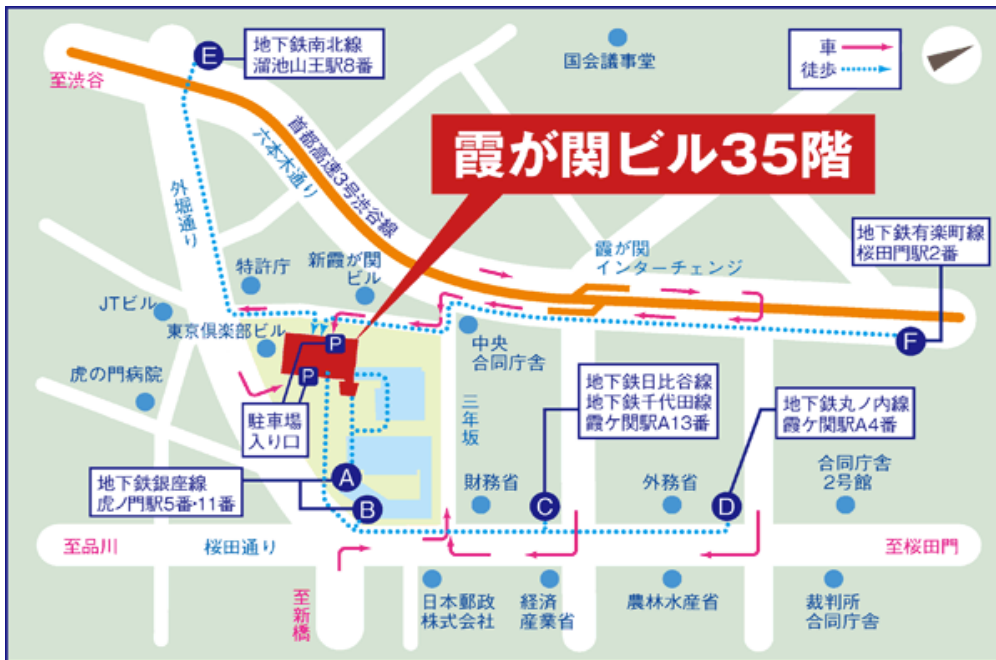 E
地下鉄南北線
溜池山王駅8番
国会議事堂
車
徒歩
至渋谷
首都高速3号渋谷線
六本木通り
霞が関ビル35階
外堀通り
特許庁
新霞が関
ビル
霞が関
インターチェンジ
地下鉄有楽町線
桜田門駅2番
JTビル
東京倶楽部ビル
P
中央
合同庁舎
F
虎の門病院
P
駐車場
入り口
三年坂
地下鉄日比谷線
地下鉄千代田線
霞ケ関駅A13番
地下鉄丸ノ内線
霞ケ関駅A4番
地下鉄銀座線
虎ノ門駅5番・11番
A
B
財務省
C
外務省
D
合同庁舎
2号館
至品川
桜田通り
至桜田門
至新橋
日本郵政
株式会社
経済
産業省
農林水産省
裁判所
合同庁舎